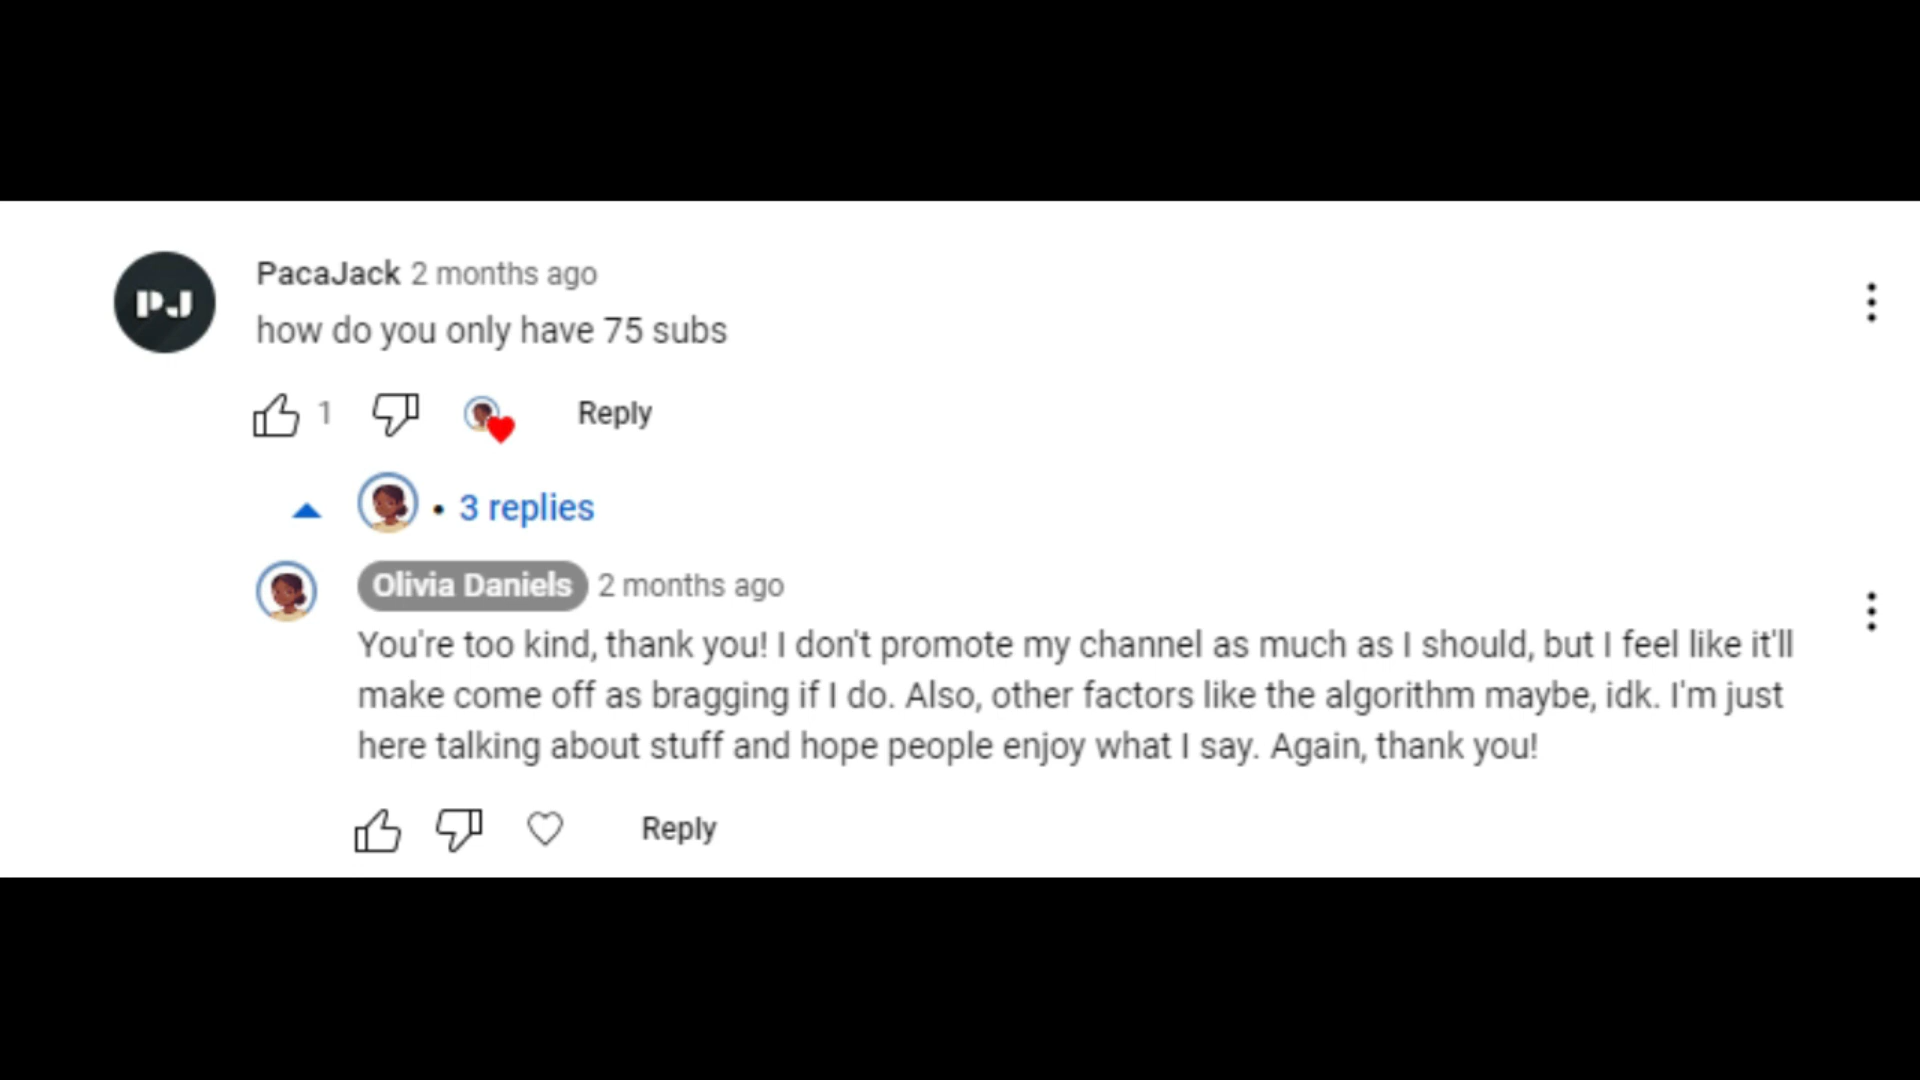 PJ
PacaJack 2 months ago
how do you only have 75 subs
1
Reply
• 3 replies
Olivia Daniels 2 months ago
You're too kind, thank you! I don't promote my channel as much as I should, but I feel like it'll
make come off as bragging if I do. Also, other factors like the algorithm maybe, idk. I'm just
here talking about stuff and hope people enjoy what I say. Again, thank you!
Reply